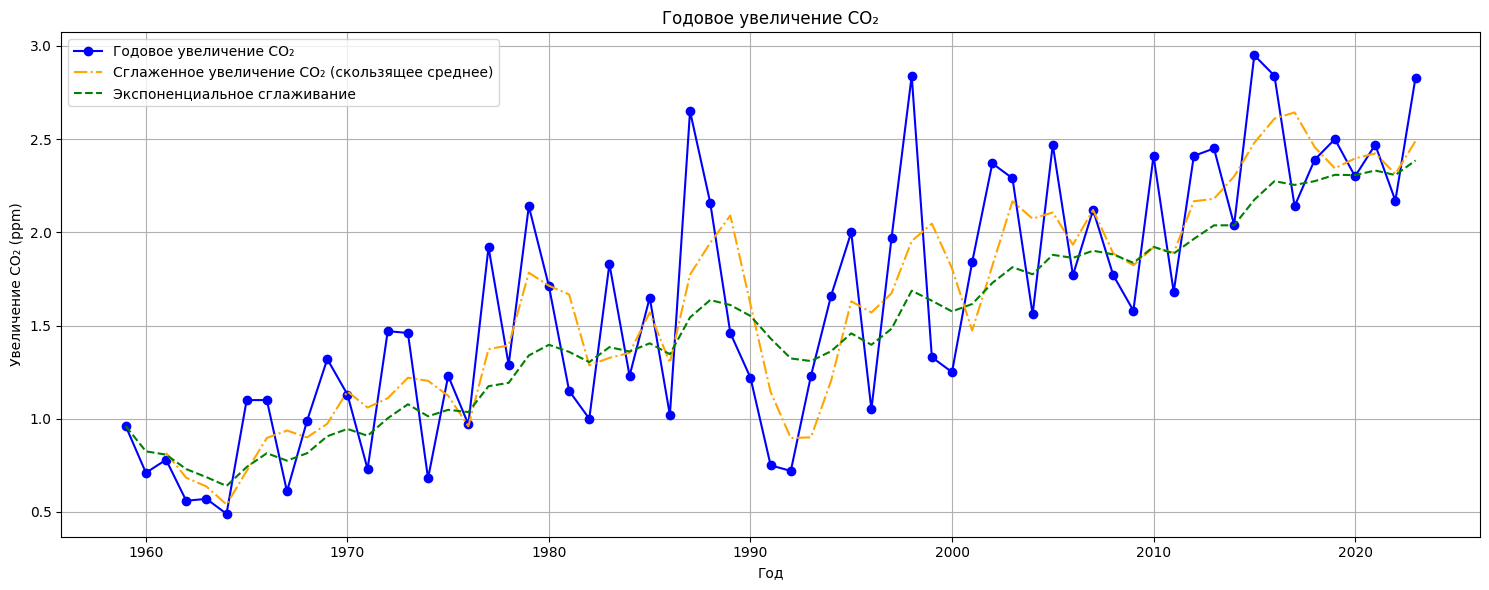 Годовое увеличение CO₂
Годовое увеличение CO₂
Сглаженное увеличение CO₂ (скользящее среднее)
Экспоненциальное сглаживание
Увеличение CO₂ (ppm)
3.0
2.5
2.0
1.5
1.0
0.5
1960 1970 1980 1990 2000 2010 2020
Год